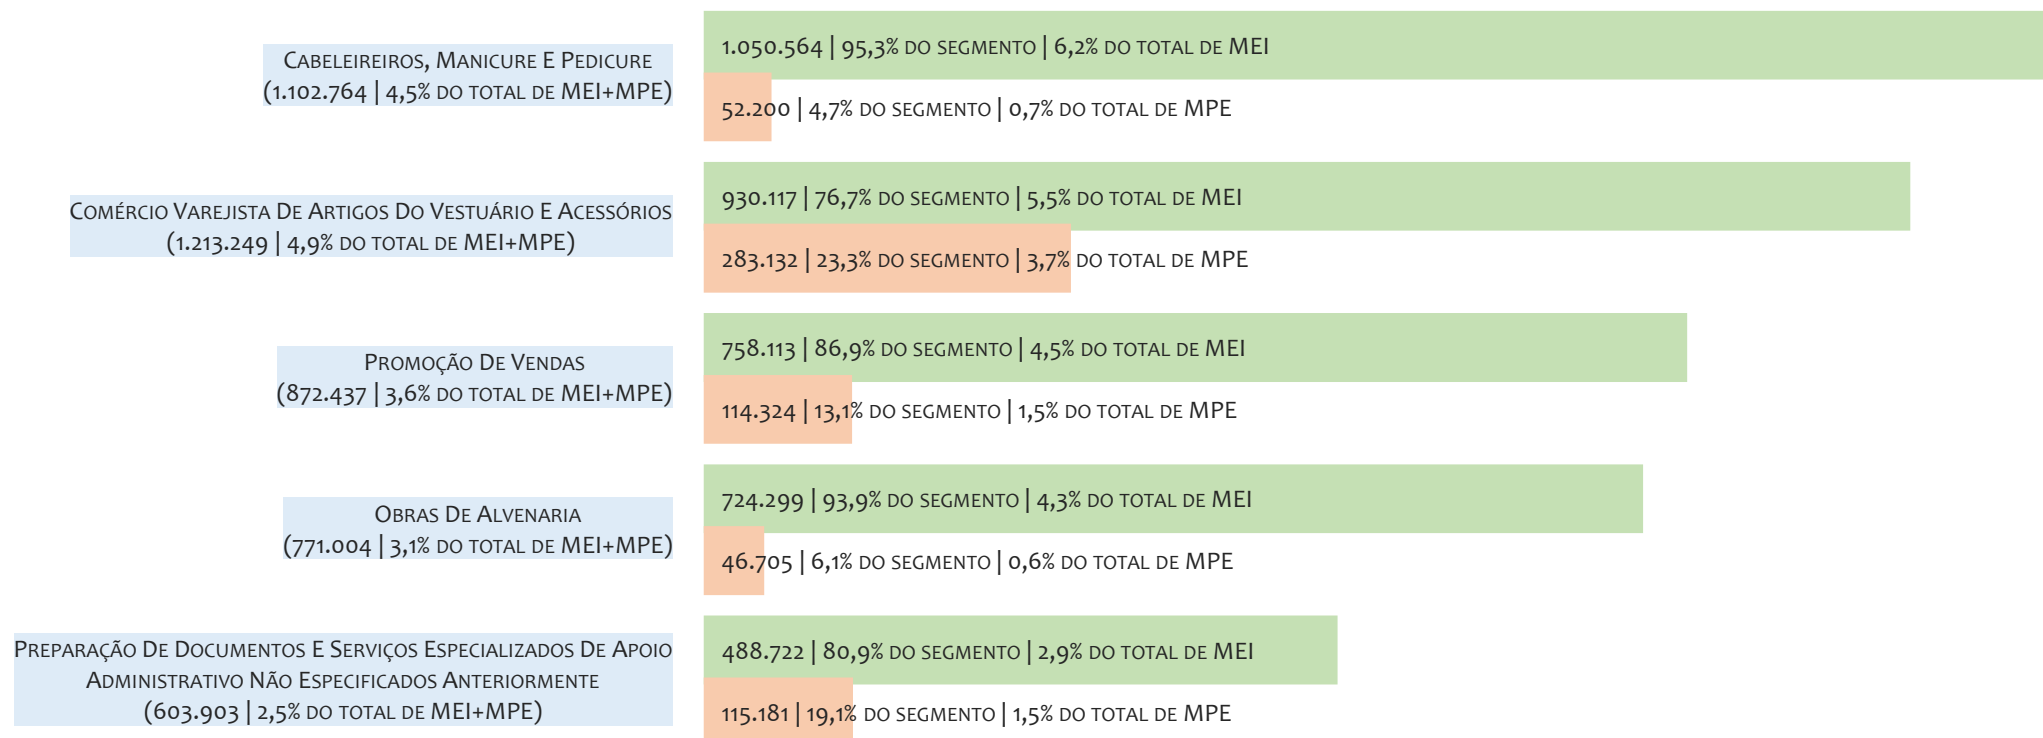 Cabeleireiros, Manicure E Pedicure
(1.102.764 | 4,5% do total de MEI+MPE)
1.050.564 | 95,3% do segmento | 6,2% do total de MEI
52.200 | 4,7% do segmento | 0,7% do total de MPE
Comércio Varejista De Artigos Do Vestuário E Acessórios
(1.213.249 | 4,9% do total de MEI+MPE)
930.117 | 76,7% do segmento | 5,5% do total de MEI
283.132 | 23,3% do segmento | 3,7% do total de MPE
Promoção De Vendas
(872.437 | 3,6% do total de MEI+MPE)
758.113 | 86,9% do segmento | 4,5% do total de MEI
114.324 | 13,1% do segmento | 1,5% do total de MPE
Obras De Alvenaria
(771.004 | 3,1% do total de MEI+MPE)
724.299 | 93,9% do segmento | 4,3% do total de MEI
46.705 | 6,1% do segmento | 0,6% do total de MPE
Preparação De Documentos E Serviços Especializados De Apoio
Administrativo Não Especificados Anteriormente
(603.903 | 2,5% do total de MEI+MPE)
488.722 | 80,9% do segmento | 2,9% do total de MEI
115.181 | 19,1% do segmento | 1,5% do total de MPE